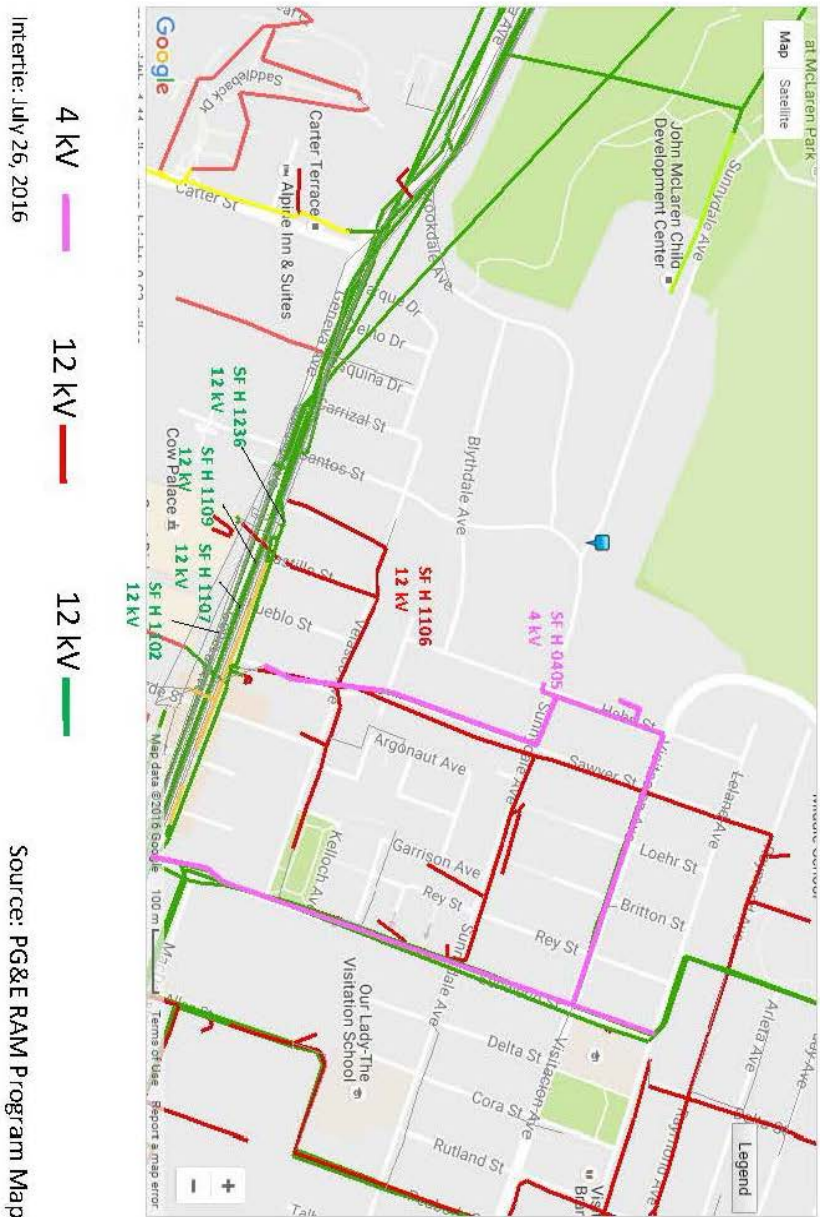 at McLaren Park
Map
Satellite
John McLaren Child
Development Center
Sunnydale Ave
Google
Saddleback Dr
Carter Terrace
Alpine Inn & Suites
Carter St
Geneva Ave
Carrizal St
Blythdale Ave
Cow Palace
SF H 1236
12 kV
SF H 1109
12 kV
SF H 1107
12 kV
SF H 1102
12 kV
SF H 1106
12 kV
SF H 0405
4 kV
Argonaut Ave
Sunnydale Ave
Sawyer St
Leland Ave
Loehr St
Britton St
Rey St
Garrison Ave
Rey St
Kelloch Ave
Sunnydale Ave
Our Lady-The
Visitation School
Delta St
Visitacion Ave
Cora St
Rutland St
Arleta Ave
Raymond Ave
Legend
Map data ©2016 Google
100 m
Terms of Use
Report a map error
+
−
4 kV
12 kV
12 kV
Intertie: July 26, 2016
Source: PG&E RAM Program Map